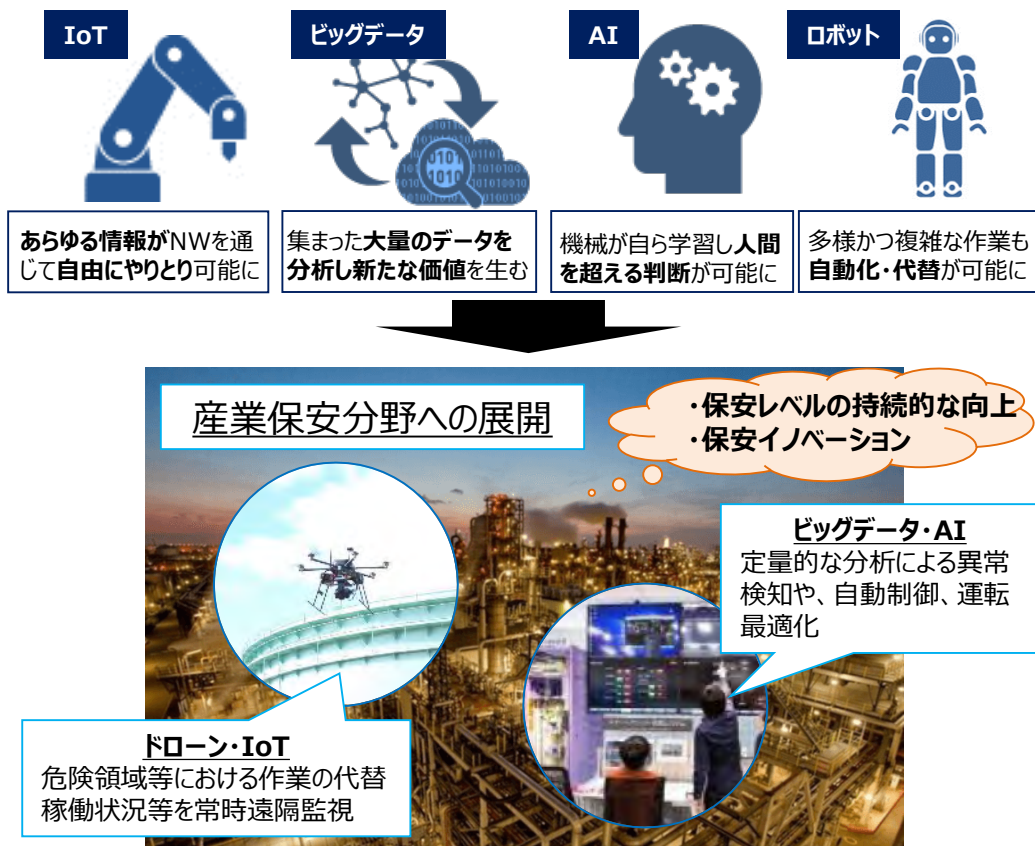 IoT
ビッグデータ
AI
ロボット
あらゆる情報がNWを通
じて自由にやりとり可能に
集まった大量のデータを
分析し新たな価値を生む
機械が自ら学習し人間
を超える判断が可能に
多様かつ複雑な作業も
自動化・代替が可能に
産業保安分野への展開
・保安レベルの持続的な向上
・保安イノベーション
ビッグデータ・AI
定量的な分析による異常
検知や、自動制御、運転
最適化
ドローン・IoT
危険領域等における作業の代替
稼働状況等を常時遠隔監視